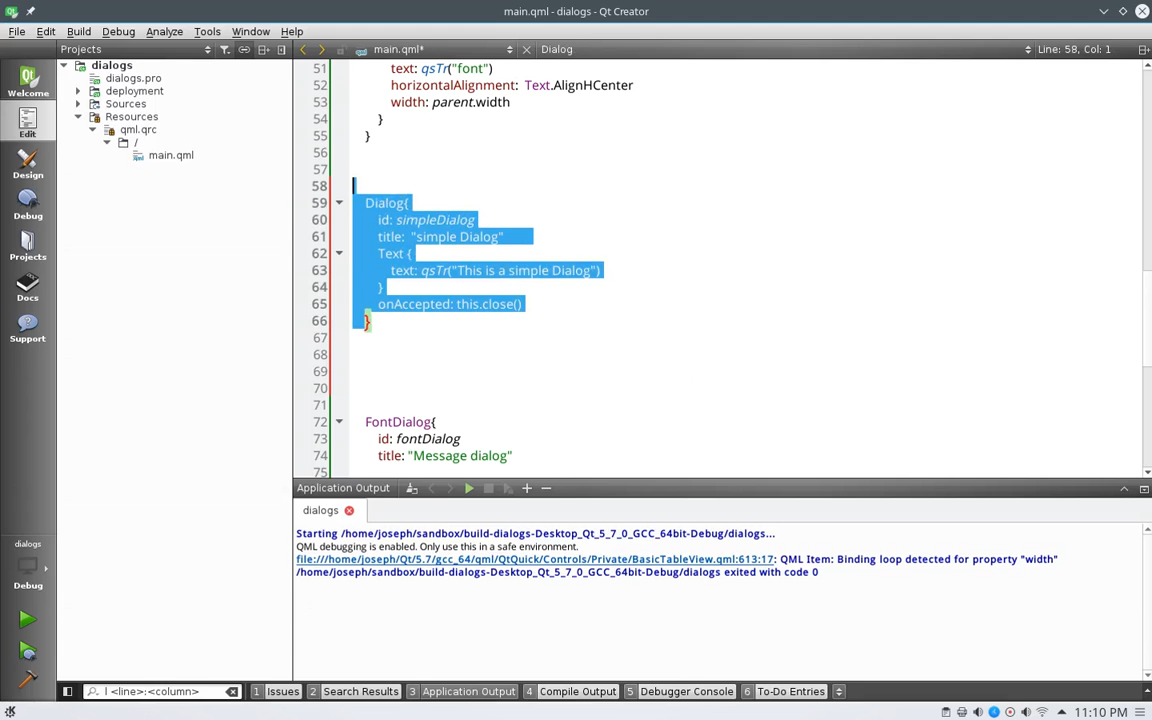 main.qml - dialogs - Qt Creator
File Edit Build Debug Analyze Tools Window Help
Projects main.qml* Dialog Line: 58, Col: 1
Welcome
Edit
Design
Debug
Projects
Docs
Support
dialogs
Debug
dialogs
dialogs.pro
deployment
Sources
Resources
qml.qrc
/
main.qml
51 text: qsTr("font")
52 horizontalAlignment: Text.AlignHCenter
53 width: parent.width
54 }
55 }
56
57
58
59 Dialog{
60 id: simpleDialog
61 title: "simple Dialog"
62 Text {
63 text: qsTr("This is a simple Dialog")
64 }
65 onAccepted: this.close()
66 }
67
68
69
70
71
72 FontDialog{
73 id: fontDialog
74 title: "Message dialog"
75
Application Output
dialogs
Starting /home/joseph/sandbox/build-dialogs-Desktop_Qt_5_7_0_GCC_64bit-Debug/dialogs...
QML debugging is enabled. Only use this in a safe environment.
file:///home/joseph/Qt/5.7/gcc_64/qml/QtQuick/Controls/Private/BasicTableView.qml:613:17: QML Item: Binding loop detected for property "width"
/home/joseph/sandbox/build-dialogs-Desktop_Qt_5_7_0_GCC_64bit-Debug/dialogs exited with code 0
l <line>:<column> 1 Issues 2 Search Results 3 Application Output 4 Compile Output 5 Debugger Console 6 To-Do Entries
11:10 PM